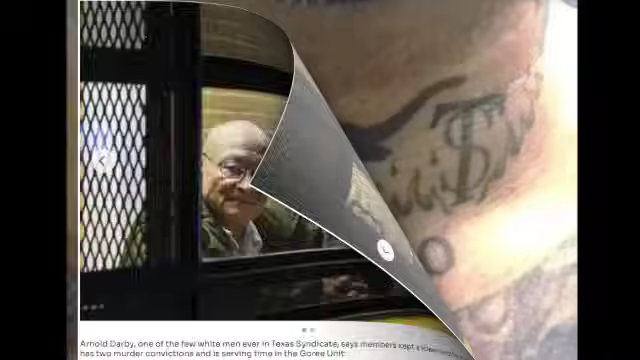 TS
Arnold Darby, one of the few white men ever in Texas Syndicate, says members kept a
has two murder convictions and is serving time in the Goree Unit.